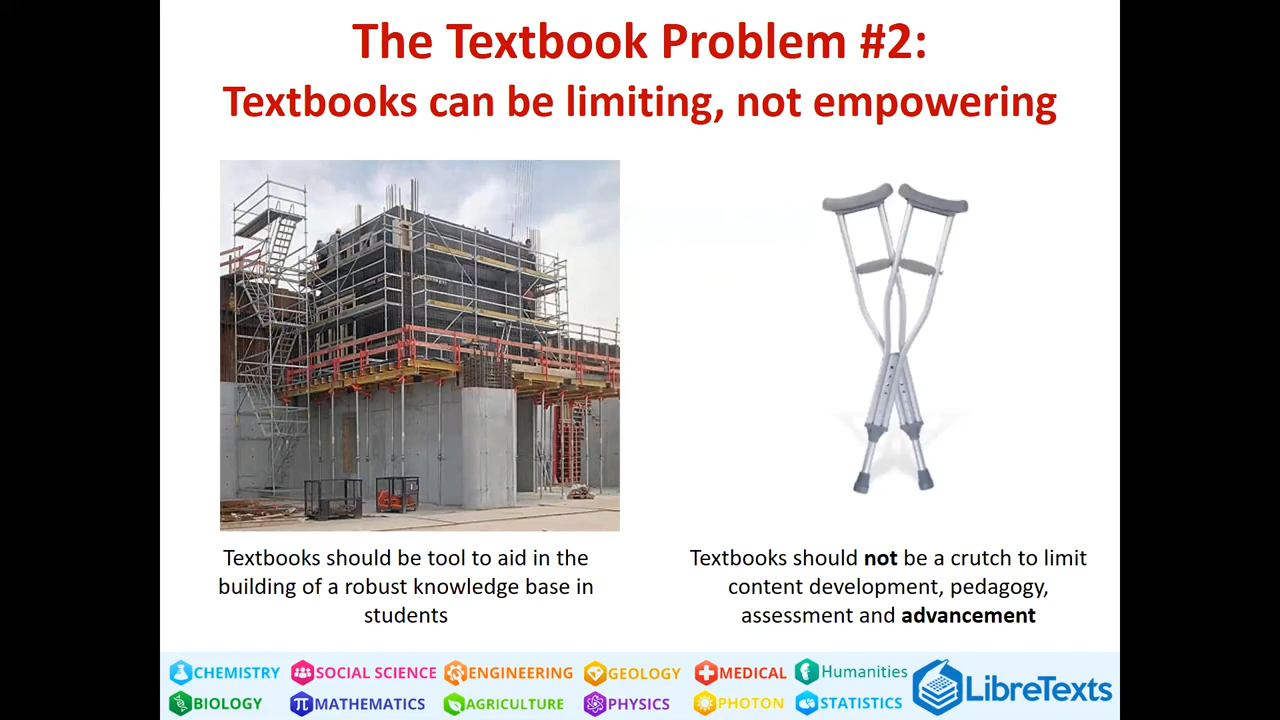 The Textbook Problem #2:
Textbooks can be limiting, not empowering
Textbooks should be tool to aid in the
building of a robust knowledge base in
students
Textbooks should not be a crutch to limit
content development, pedagogy,
assessment and advancement
CHEMISTRY SOCIAL SCIENCE ENGINEERING GEOLOGY MEDICAL Humanities
BIOLOGY MATHEMATICS AGRICULTURE PHYSICS PHOTON STATISTICS
LibreTexts